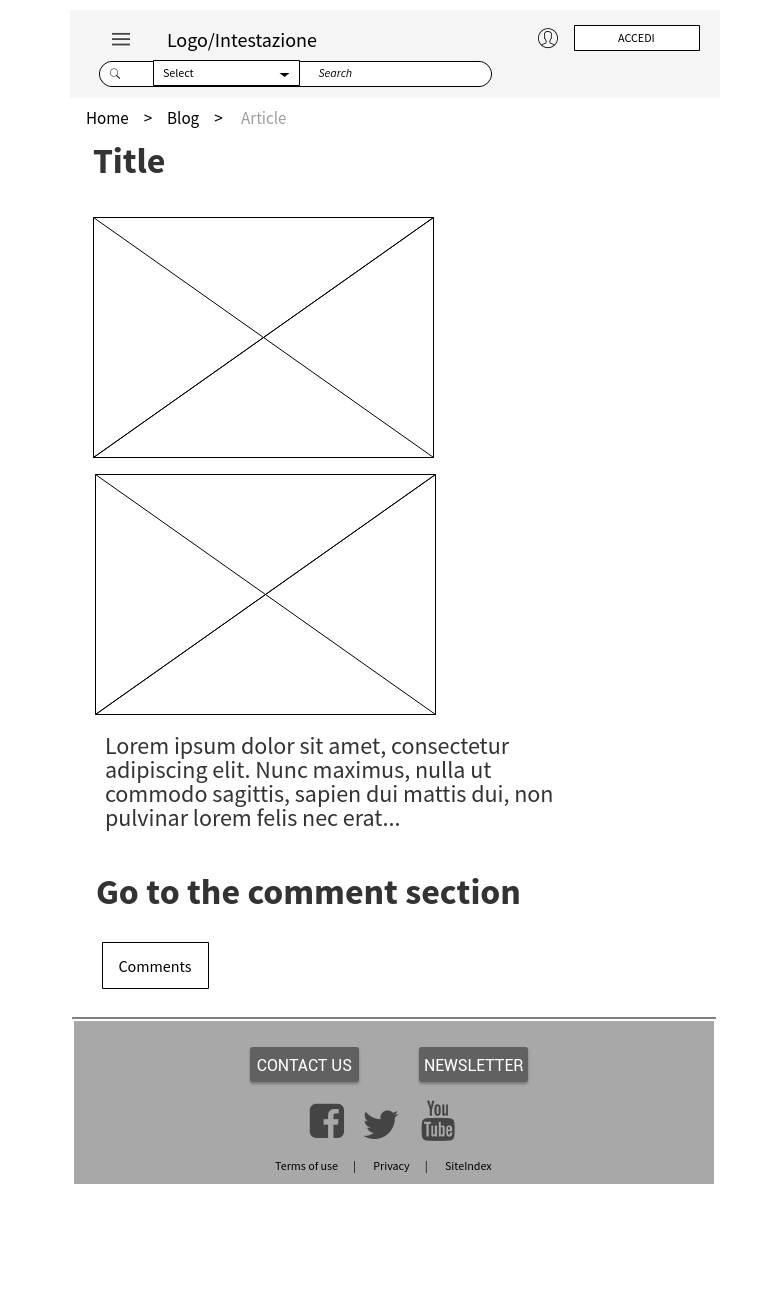 Logo/Intestazione
ACCEDI
Select
Search
Home > Blog > Article
Title
Lorem ipsum dolor sit amet, consectetur
adipiscing elit. Nunc maximus, nulla ut
commodo sagittis, sapien dui mattis dui, non
pulvinar lorem felis nec erat...
Go to the comment section
Comments
CONTACT US
NEWSLETTER
You
Tube
Terms of use | Privacy | SiteIndex